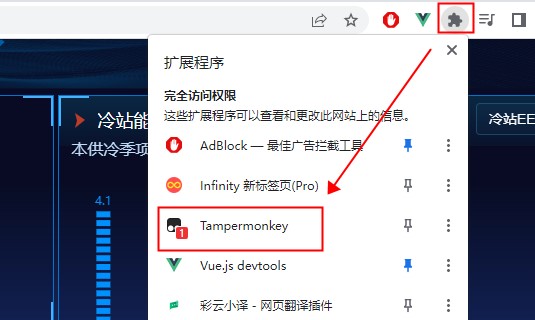 扩展程序
完全访问权限
这些扩展程序可以查看和更改此网站上的信息。
冷站能
冷站EE
本供冷季项
AdBlock — 最佳广告拦截工具
4.1
Infinity 新标签页(Pro)
Tampermonkey
1
Vue.js devtools
彩云小译 - 网页翻译插件